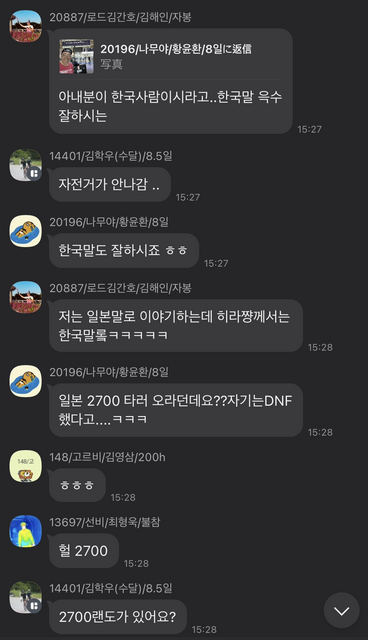 20887/로드김간호/김해인/자봉
20196/나무야/황윤환/8일に返信
写真
아내분이 한국사람이시라고..한국말 윽수
잘하시는
15:27
14401/김학우(수달)/8.5일
자전거가 안나감 ..
15:27
20196/나무야/황윤환/8일
한국말도 잘하시죠 ㅎㅎ
15:27
20887/로드김간호/김해인/자봉
저는 일본말로 이야기하는데 히라쨩께서는
한국말롴ㅋㅋㅋㅋㅋ
15:28
20196/나무야/황윤환/8일
일본 2700 타러 오라던데요??자기는DNF
했다고....ㅋㅋㅋ
15:28
148/고르비/김영삼/200h
148/고
ㅎㅎㅎ
15:28
13697/선비/최형욱/불참
헐 2700
15:28
14401/김학우(수달)/8.5일
2700랜도가 있어요?
15:28